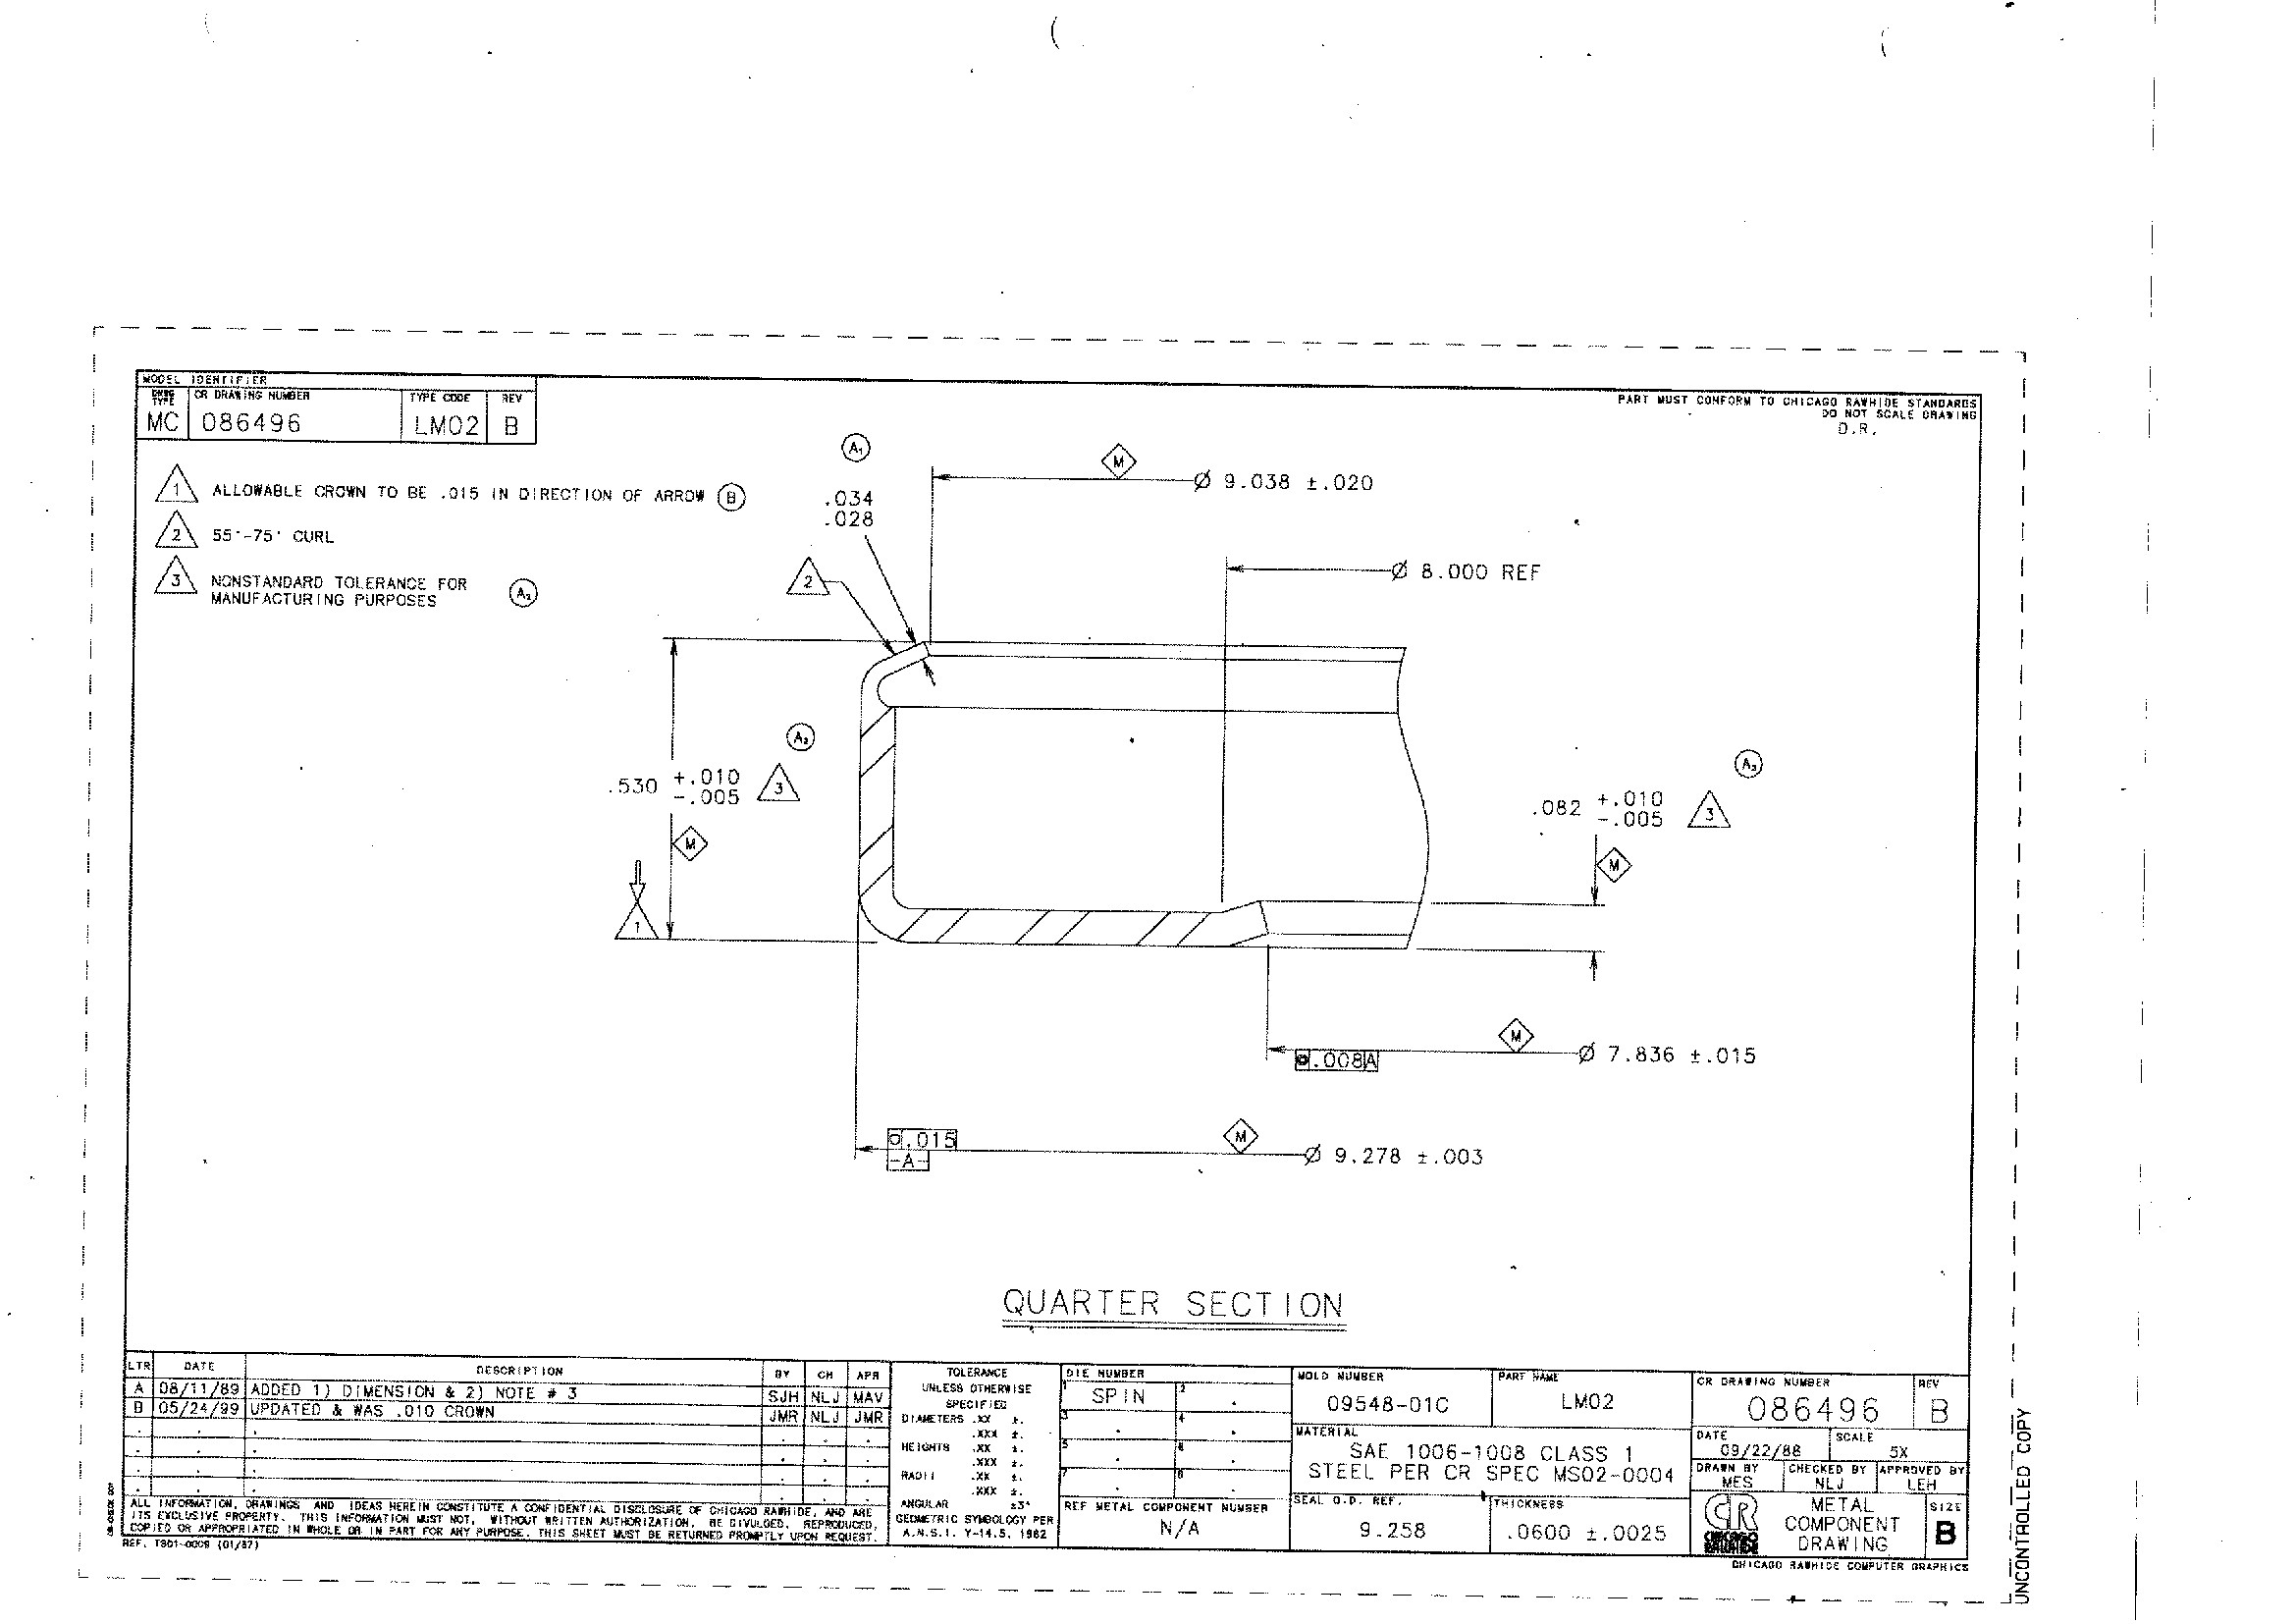 MODEL IDENTIFIER
DRWG TYPE
CR DRAWING NUMBER
TYPE CODE
REV
MC
086496
LM02
B
PART MUST CONFORM TO CHICAGO RAWHIDE STANDARDS
DO NOT SCALE DRAWING
D.R.
1 ALLOWABLE CROWN TO BE .015 IN DIRECTION OF ARROW B
2 55°-75° CURL
3 NONSTANDARD TOLERANCE FOR
MANUFACTURING PURPOSES A2
A1
.034
.028
2
M
Ø 9.038 ±.020
Ø 8.000 REF
A2
.530 +.010
-.005 3
M
1
A2
.082 +.010
-.005 3
M
M
.008 A
Ø 7.836 ±.015
.015
-A-
M
Ø 9.278 ±.003
QUARTER SECTION
LTR DATE DESCRIPTION BY CH APR
A 08/11/89 ADDED 1) DIMENSION & 2) NOTE # 3 SJH NLJ MAV
B 05/24/99 UPDATED & WAS .010 CROWN JMR NLJ JMR
ALL INFORMATION, DRAWINGS AND IDEAS HEREIN CONSTITUTE A CONFIDENTIAL DISCLOSURE OF CHICAGO RAWHIDE, AND ARE
ITS EXCLUSIVE PROPERTY. THIS INFORMATION MUST NOT, WITHOUT WRITTEN AUTHORIZATION, BE DIVULGED, REPRODUCED,
COPIED OR APPROPRIATED IN WHOLE OR IN PART FOR ANY PURPOSE. THIS SHEET MUST BE RETURNED PROMPTLY UPON REQUEST.
REF. TS01-0009 (01/87)
TOLERANCE
UNLESS OTHERWISE
SPECIFIED
DIAMETERS .XX ±.
.XXX ±.
HEIGHTS .XX ±.
.XXX ±.
RADII .XX ±.
.XXX ±.
ANGULAR ±3°
GEOMETRIC SYMBOLOGY PER
A.N.S.I. Y-14.5, 1982
DIE NUMBER
1 SPIN 2
3 4
5 6
7 8
REF METAL COMPONENT NUMBER
N/A
MOLD NUMBER
09548-01C
PART NAME
LM02
MATERIAL
SAE 1006-1008 CLASS 1
STEEL PER CR SPEC MS02-0004
SEAL O.D. REF.
9.258
THICKNESS
.0600 ±.0025
CR DRAWING NUMBER
086496
REV
B
DATE
09/22/88
SCALE
5X
DRAWN BY
MES
CHECKED BY
NLJ
APPROVED BY
LEH
CR
CHICAGO
RAWHIDE
METAL
COMPONENT
DRAWING
SIZE
B
CHICAGO RAWHIDE COMPUTER GRAPHICS
UNCONTROLLED COPY